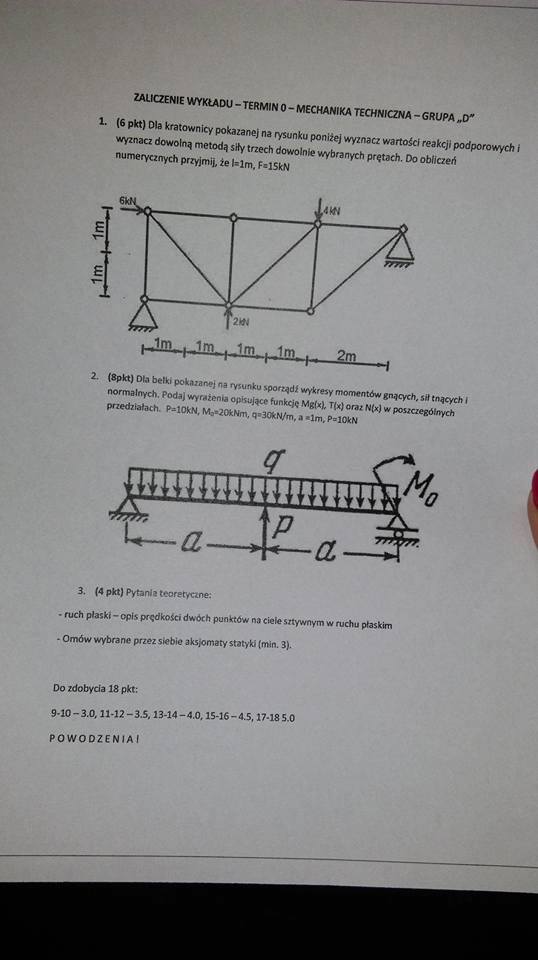 ZALICZENIE WYKŁADU – TERMIN 0 – MECHANIKA TECHNICZNA – GRUPA „D”
1. (6 pkt) Dla kratownicy pokazanej na rysunku poniżej wyznacz wartości reakcji podporowych i
wyznacz dowolną metodą siły trzech dowolnie wybranych prętach. Do obliczeń
numerycznych przyjmij, że l=1m, F=15kN
6kN
4kN
1m
1m
2kN
1m 1m 1m 1m 2m
2. (8pkt) Dla belki pokazanej na rysunku sporządź wykresy momentów gnących, sił tnących i
normalnych. Podaj wyrażenia opisujące funkcję Mg(x), T(x) oraz N(x) w poszczególnych
przedziałach. P=10kN, M₀=20kNm, q=30kN/m, a =1m, P=10kN
q
M₀
P
a a
3. (4 pkt) Pytania teoretyczne:
- ruch płaski – opis prędkości dwóch punktów na ciele sztywnym w ruchu płaskim
- Omów wybrane przez siebie aksjomaty statyki (min. 3).
Do zdobycia 18 pkt:
9-10 – 3.0, 11-12 – 3.5, 13-14 – 4.0, 15-16 – 4.5, 17-18 5.0
P O W O D Z E N I A !